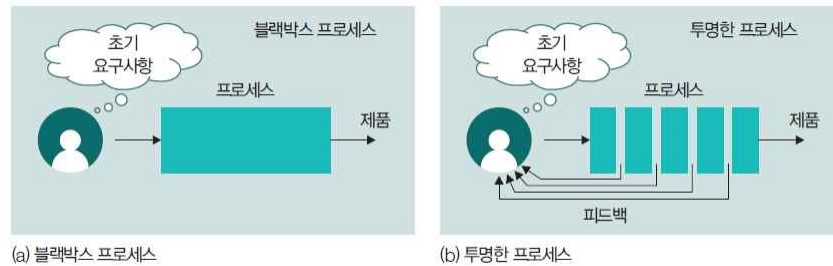 블랙박스 프로세스
초기
요구사항
프로세스
제품
(a) 블랙박스 프로세스
투명한 프로세스
초기
요구사항
프로세스
제품
피드백
(b) 투명한 프로세스